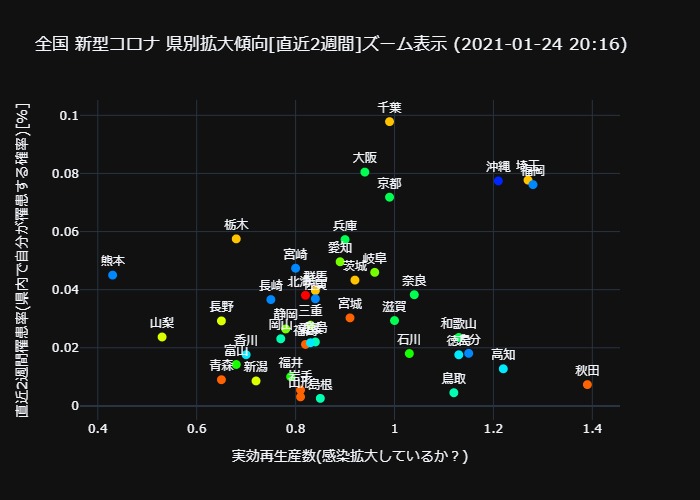 全国 新型コロナ 県別拡大傾向[直近2週間]ズーム表示 (2021-01-24 20:16)
直近2週間罹患率(県内で自分が罹患する確率)[%]
0.1
0.08
0.06
0.04
0.02
0
千葉
大阪
京都
沖縄
埼玉
福岡
栃木
兵庫
愛知
宮崎
岐阜
熊本
茨城
群馬
長崎
奈良
長野
宮城
滋賀
三重
静岡
山梨
岡山
和歌山
香川
石川
富山
高知
青森
新潟
福井
岩手
山形
島根
鳥取
秋田
0.4
0.6
0.8
1
1.2
1.4
実効再生産数(感染拡大しているか？)